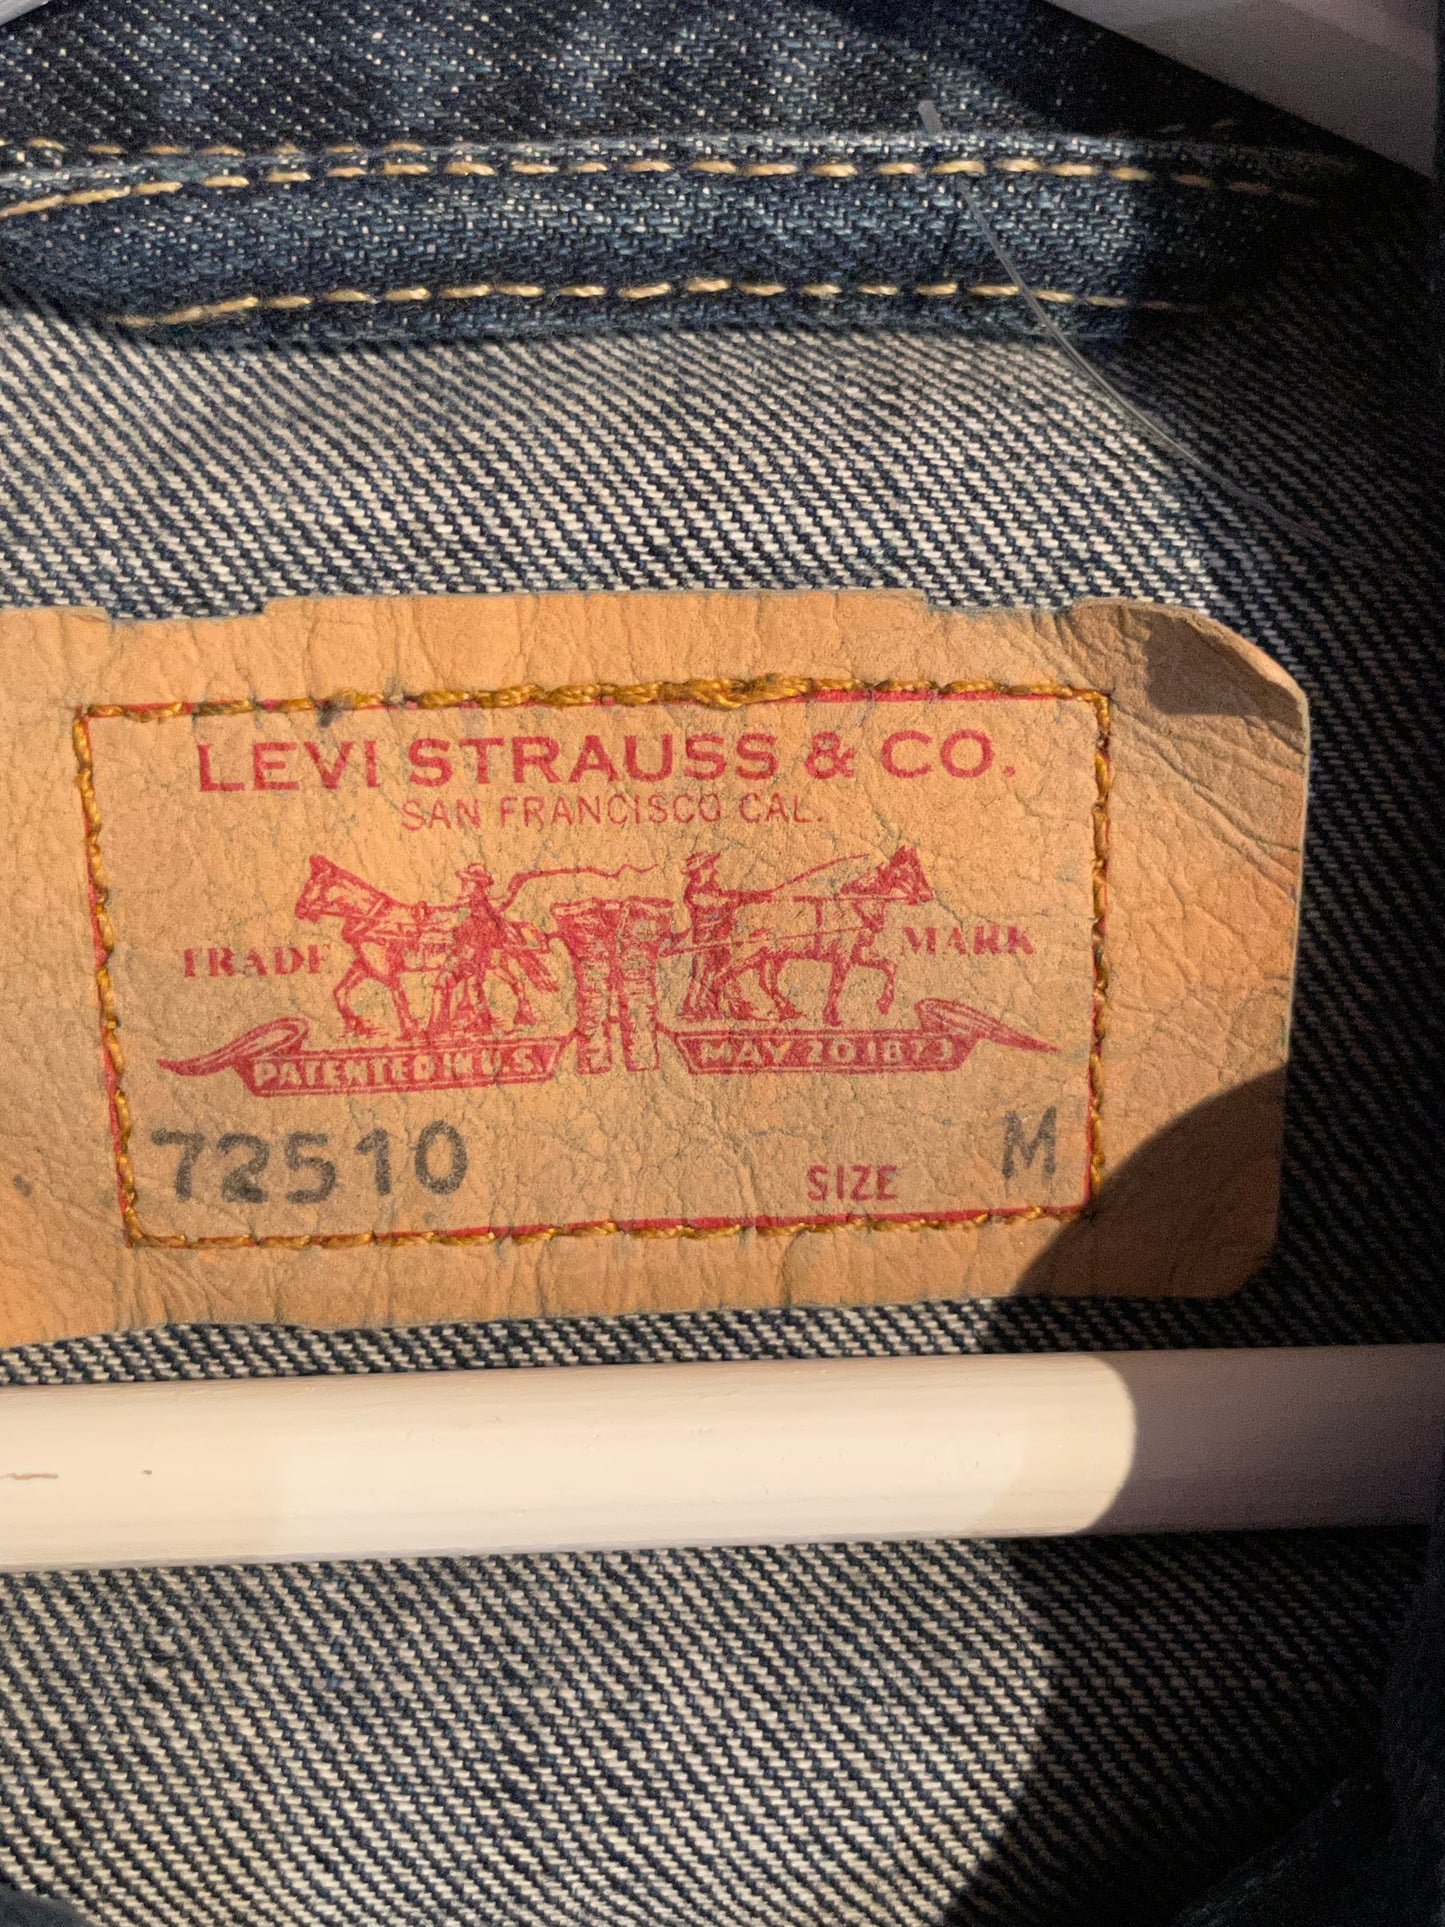 LEVI STRAUSS & CO.
SAN FRANCISCO CAL.
TRADE MARK
PATENTED IN U.S. MAY 20 1873
72510 SIZE M